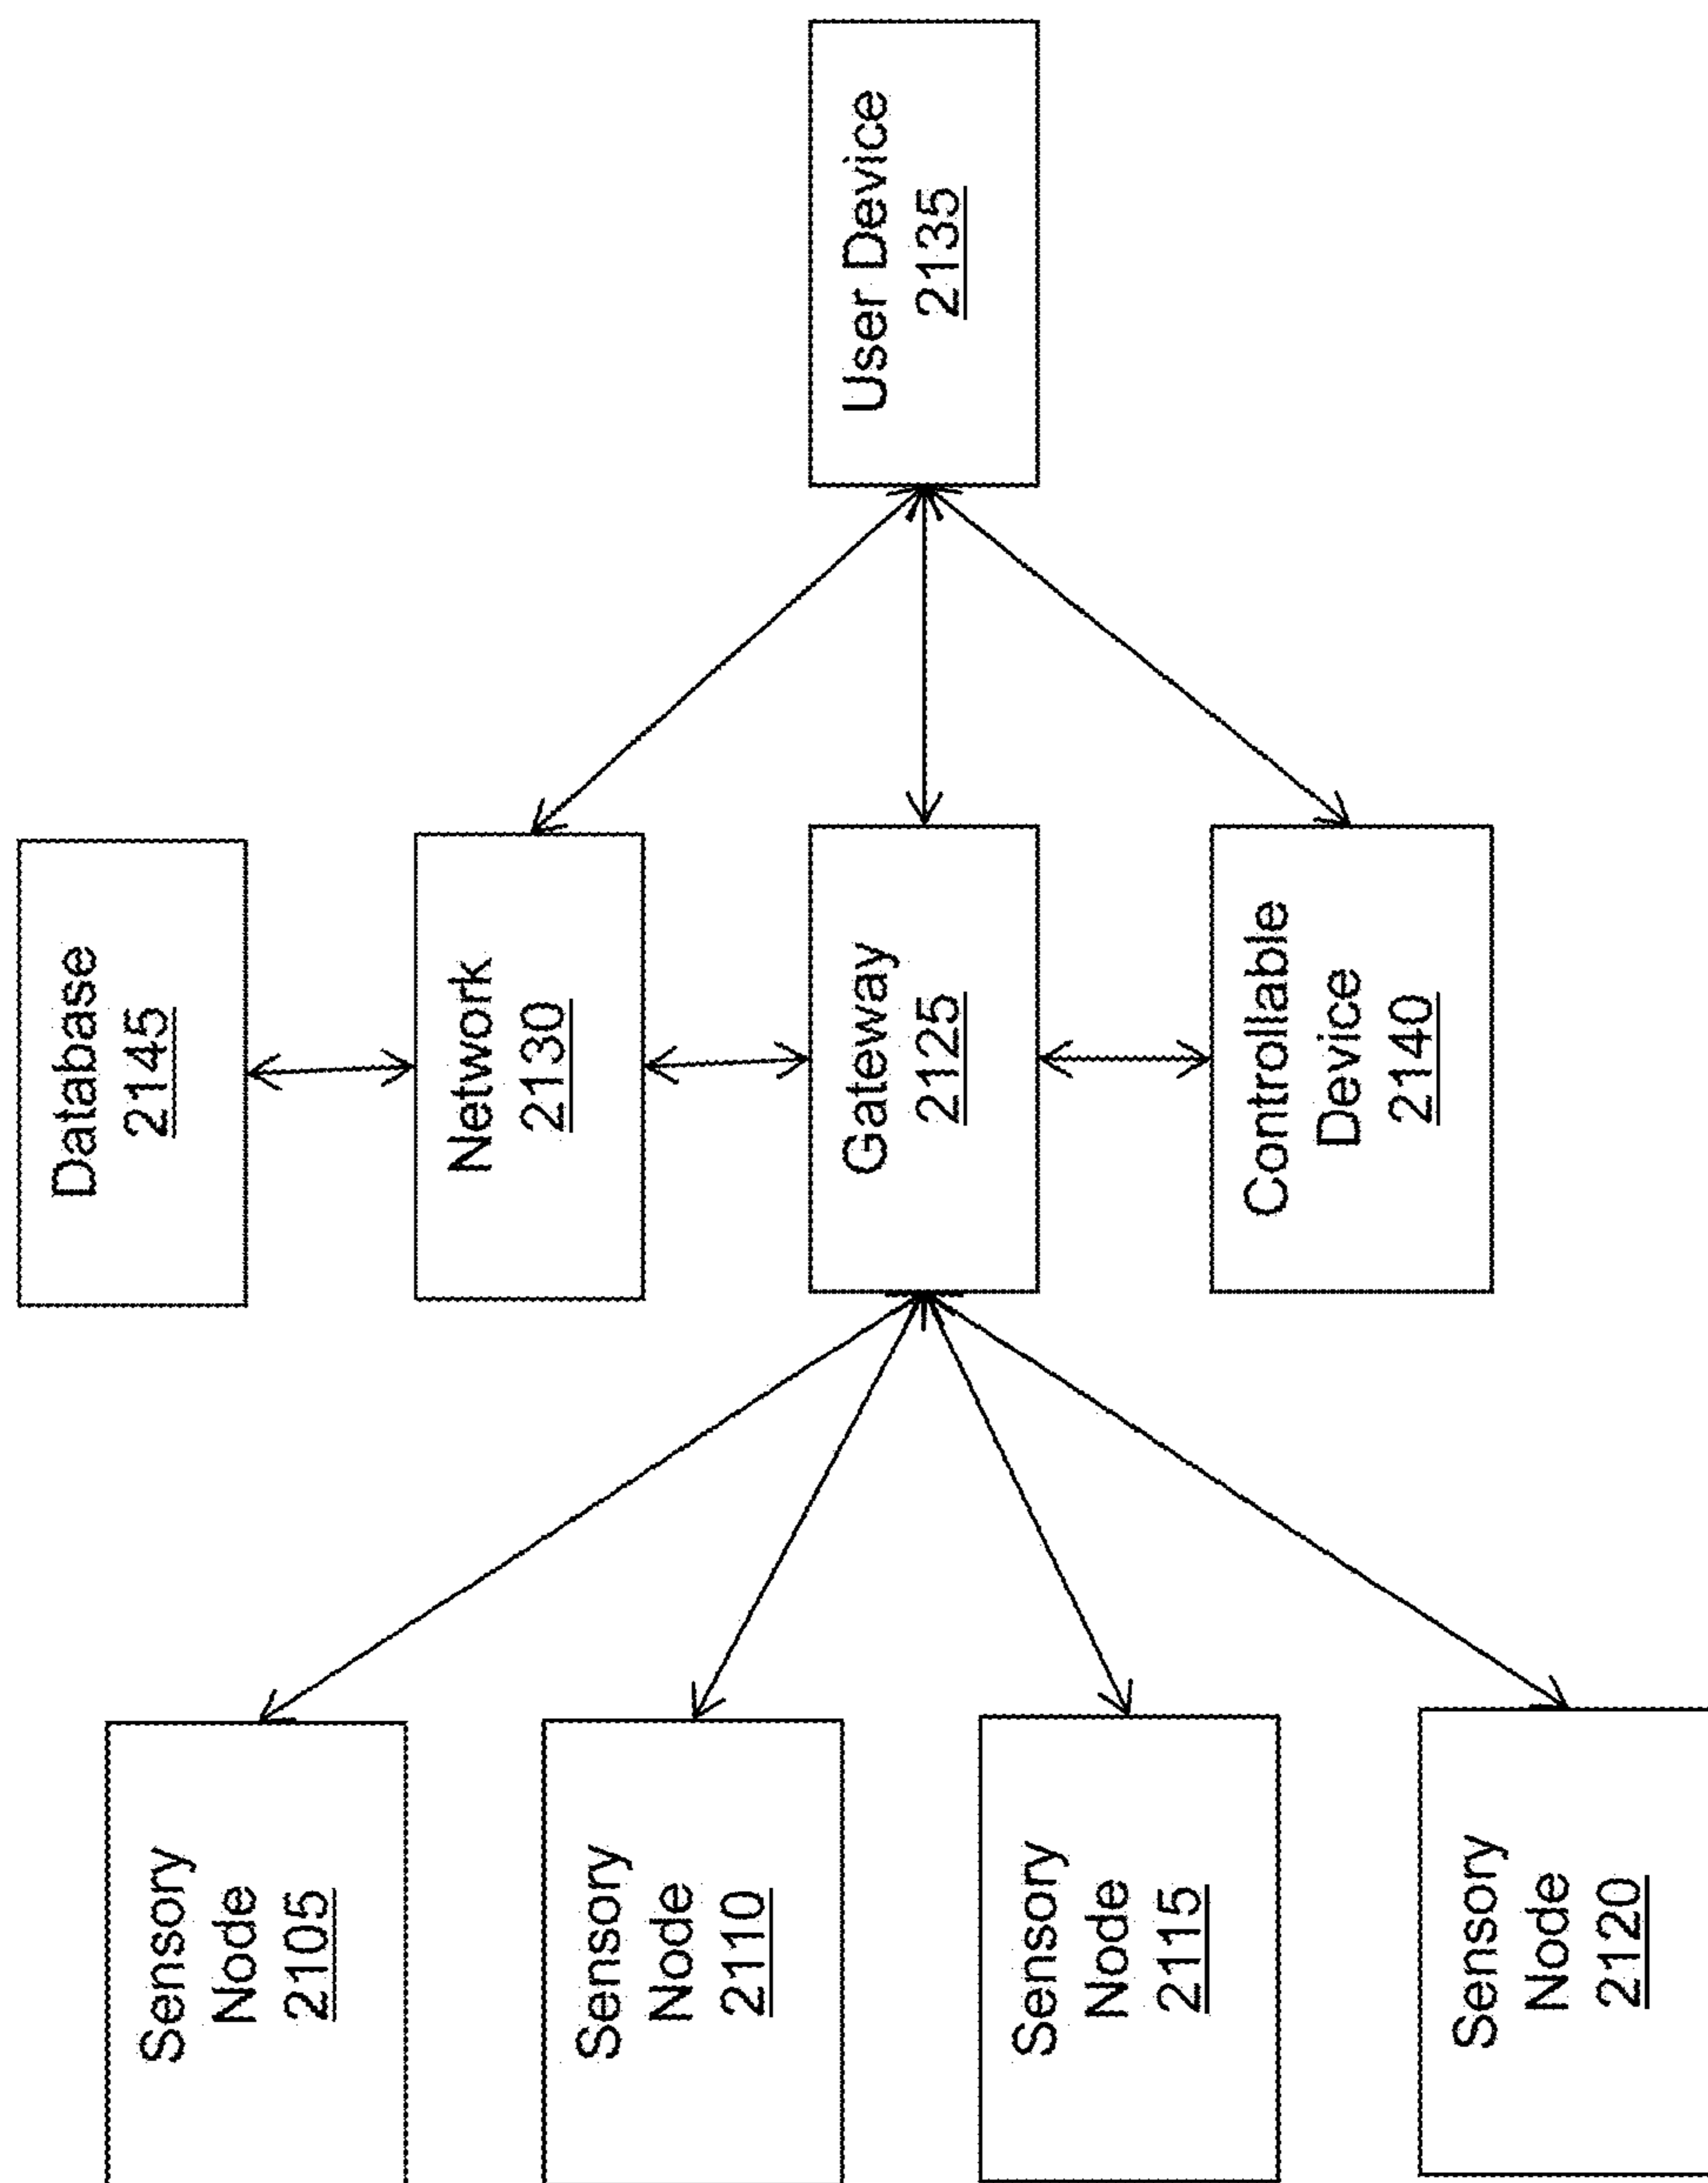 Sensory
Node
2105
Sensory
Node
2110
Sensory
Node
2115
Sensory
Node
2120
Database
2145
Network
2130
Gateway
2125
Controllable
Device
2140
User Device
2135